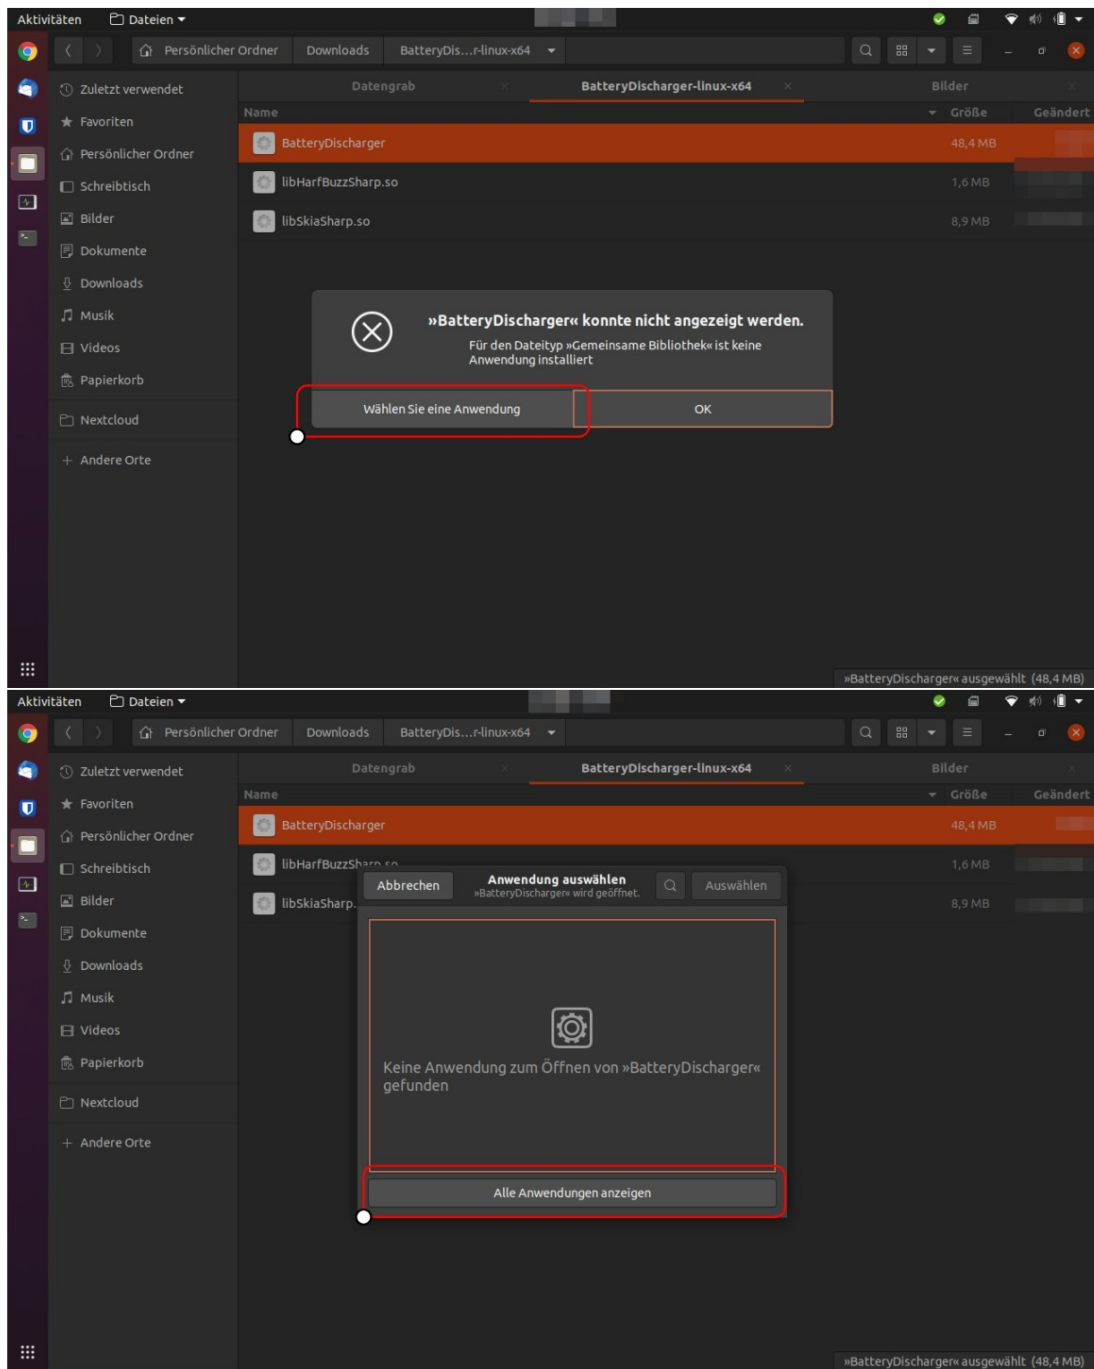 Aktivitäten Dateien
Persönlicher Ordner Downloads BatteryDis...r-linux-x64
Zuletzt verwendet
Favoriten
Persönlicher Ordner
Schreibtisch
Bilder
Dokumente
Downloads
Musik
Videos
Papierkorb
Nextcloud
+ Andere Orte
Datengrab BatteryDischarger-linux-x64 Bilder
Name Größe Geändert
BatteryDischarger 48,4 MB
libHarfBuzzSharp.so 1,6 MB
libSkiaSharp.so 8,9 MB
»BatteryDischarger« konnte nicht angezeigt werden.
Für den Dateityp »Gemeinsame Bibliothek« ist keine
Anwendung installiert
Wählen Sie eine Anwendung OK
»BatteryDischarger« ausgewählt (48,4 MB)
Aktivitäten Dateien
Persönlicher Ordner Downloads BatteryDis...r-linux-x64
Zuletzt verwendet
Favoriten
Persönlicher Ordner
Schreibtisch
Bilder
Dokumente
Downloads
Musik
Videos
Papierkorb
Nextcloud
+ Andere Orte
Datengrab BatteryDischarger-linux-x64 Bilder
Name Größe Geändert
BatteryDischarger 48,4 MB
libHarfBuzzSharp.so 1,6 MB
libSkiaSharp. 8,9 MB
Abbrechen Anwendung auswählen Auswählen
»BatteryDischarger« wird geöffnet.
Keine Anwendung zum Öffnen von »BatteryDischarger«
gefunden
Alle Anwendungen anzeigen
»BatteryDischarger« ausgewählt (48,4 MB)